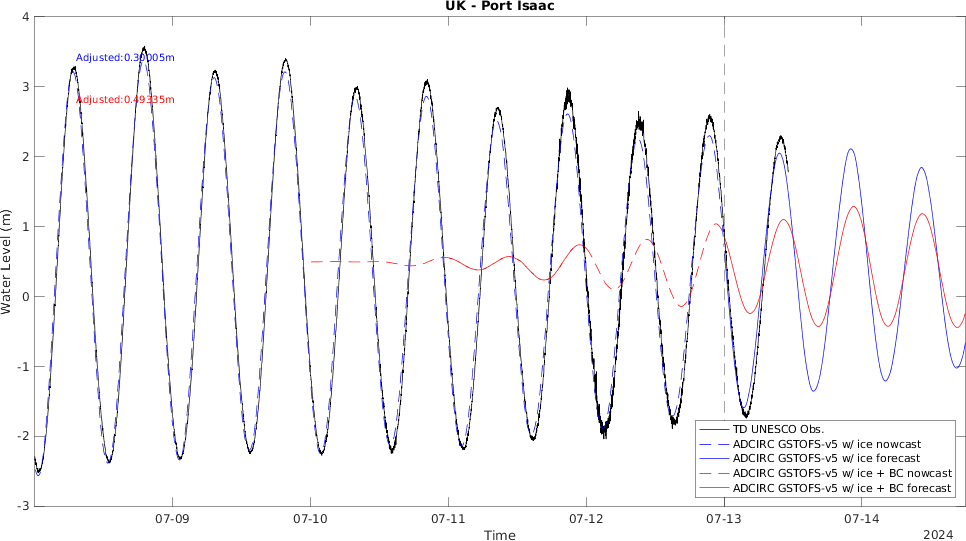 UK - Port Isaac
4
3
2
1
0
-1
-2
-3
Water Level (m)
Adjusted:0.30005m
Adjusted:0.49335m
TD UNESCO Obs.
ADCIRC GSTOFS-v5 w/ ice nowcast
ADCIRC GSTOFS-v5 w/ ice forecast
ADCIRC GSTOFS-v5 w/ ice + BC nowcast
ADCIRC GSTOFS-v5 w/ ice + BC forecast
07-09 07-10 07-11 07-12 07-13 07-14
Time
2024